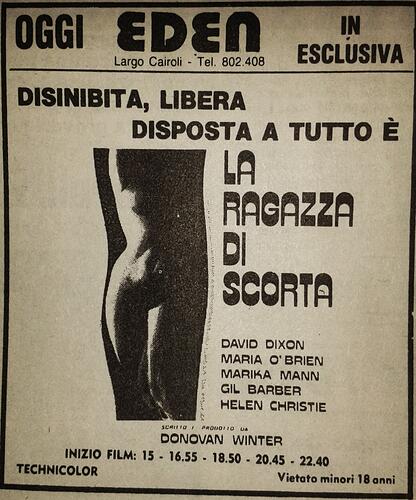 OGGI EDEN IN ESCLUSIVA
Largo Cairoli - Tel. 802.408
DISINIBITA, LIBERA
DISPOSTA A TUTTO È
LA
RAGAZZA
DI
SCORTA
DAVID DIXON
MARIA O'BRIEN
MARIKA MANN
GIL BARBER
HELEN CHRISTIE
SCRITTO E PRODOTTO DA
DONOVAN WINTER
INIZIO FILM: 15 - 16.55 - 18.50 - 20.45 - 22.40
TECHNICOLOR
Vietato minori 18 anni